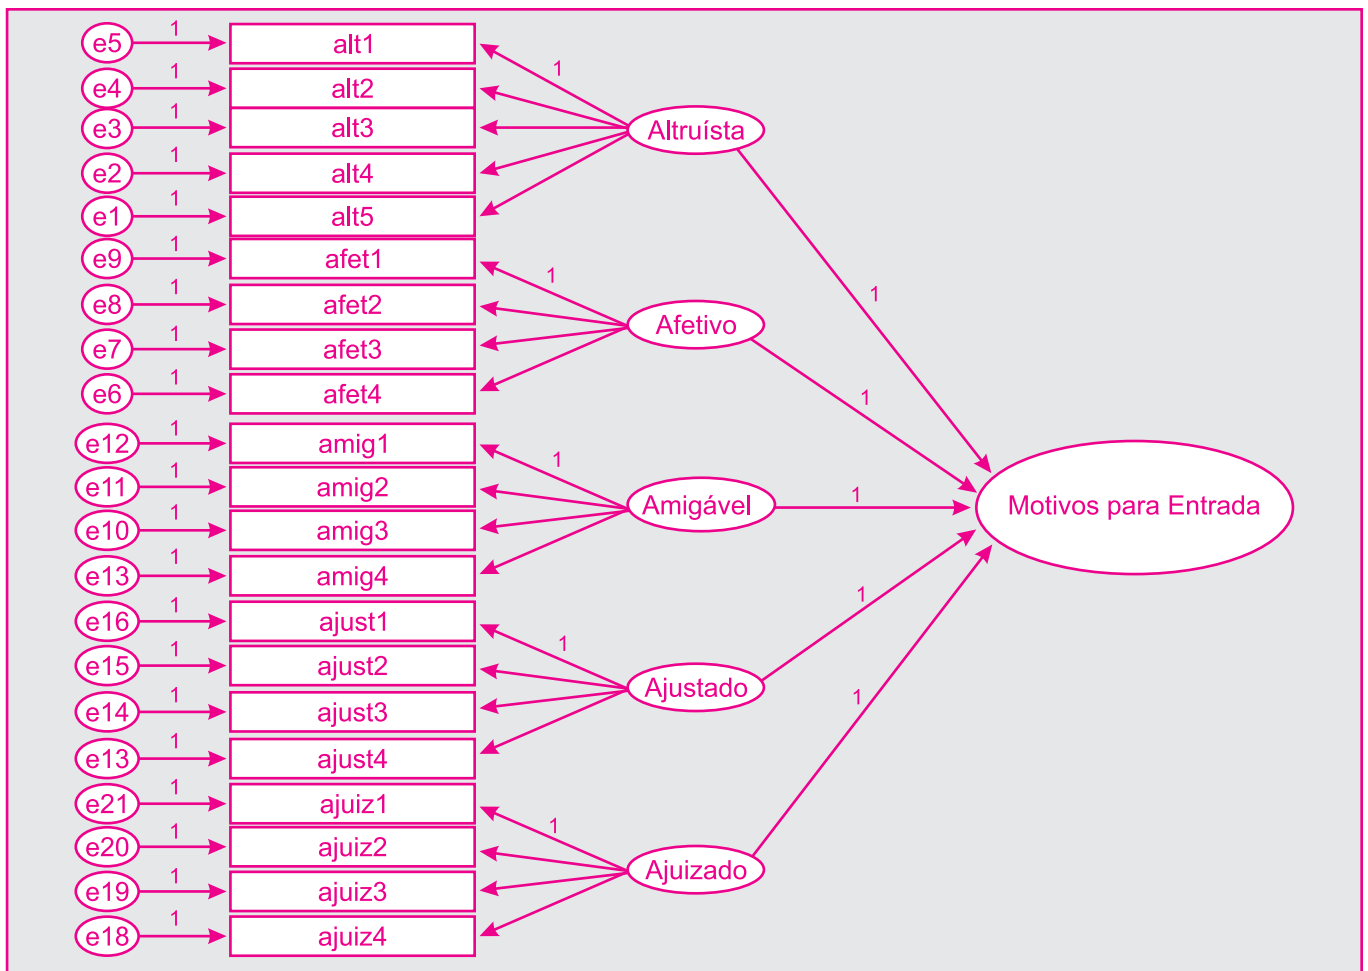 e5 1 alt1
1
e4 1 alt2
e3 1 alt3
Altruísta
e2 1 alt4
e1 1 alt5
e9 1 afet1
1
1
e8 1 afet2
Afetivo
e7 1 afet3
e6 1 afet4
1
e12 1 amig1
1
e11 1 amig2
Amigável
1
Motivos para Entrada
e10 1 amig3
e13 1 amig4
1
e16 1 ajust1
1
e15 1 ajust2
Ajustado
1
e14 1 ajust3
e13 1 ajust4
e21 1 ajuiz1
1
e20 1 ajuiz2
Ajuizado
e19 1 ajuiz3
e18 1 ajuiz4